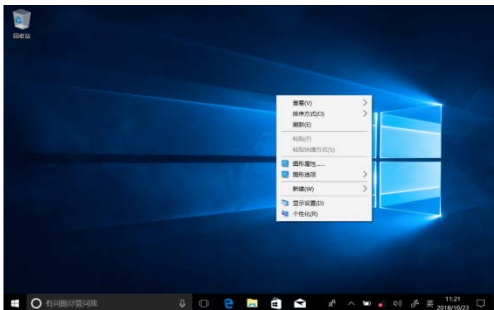 回收站
查看(V)
排序方式(O)
刷新(E)
粘贴(P)
粘贴快捷方式(S)
图形属性......
图形选项
新建(W)
显示设置(D)
个性化(R)
有问题尽管问我
英
11:21
2018/10/23